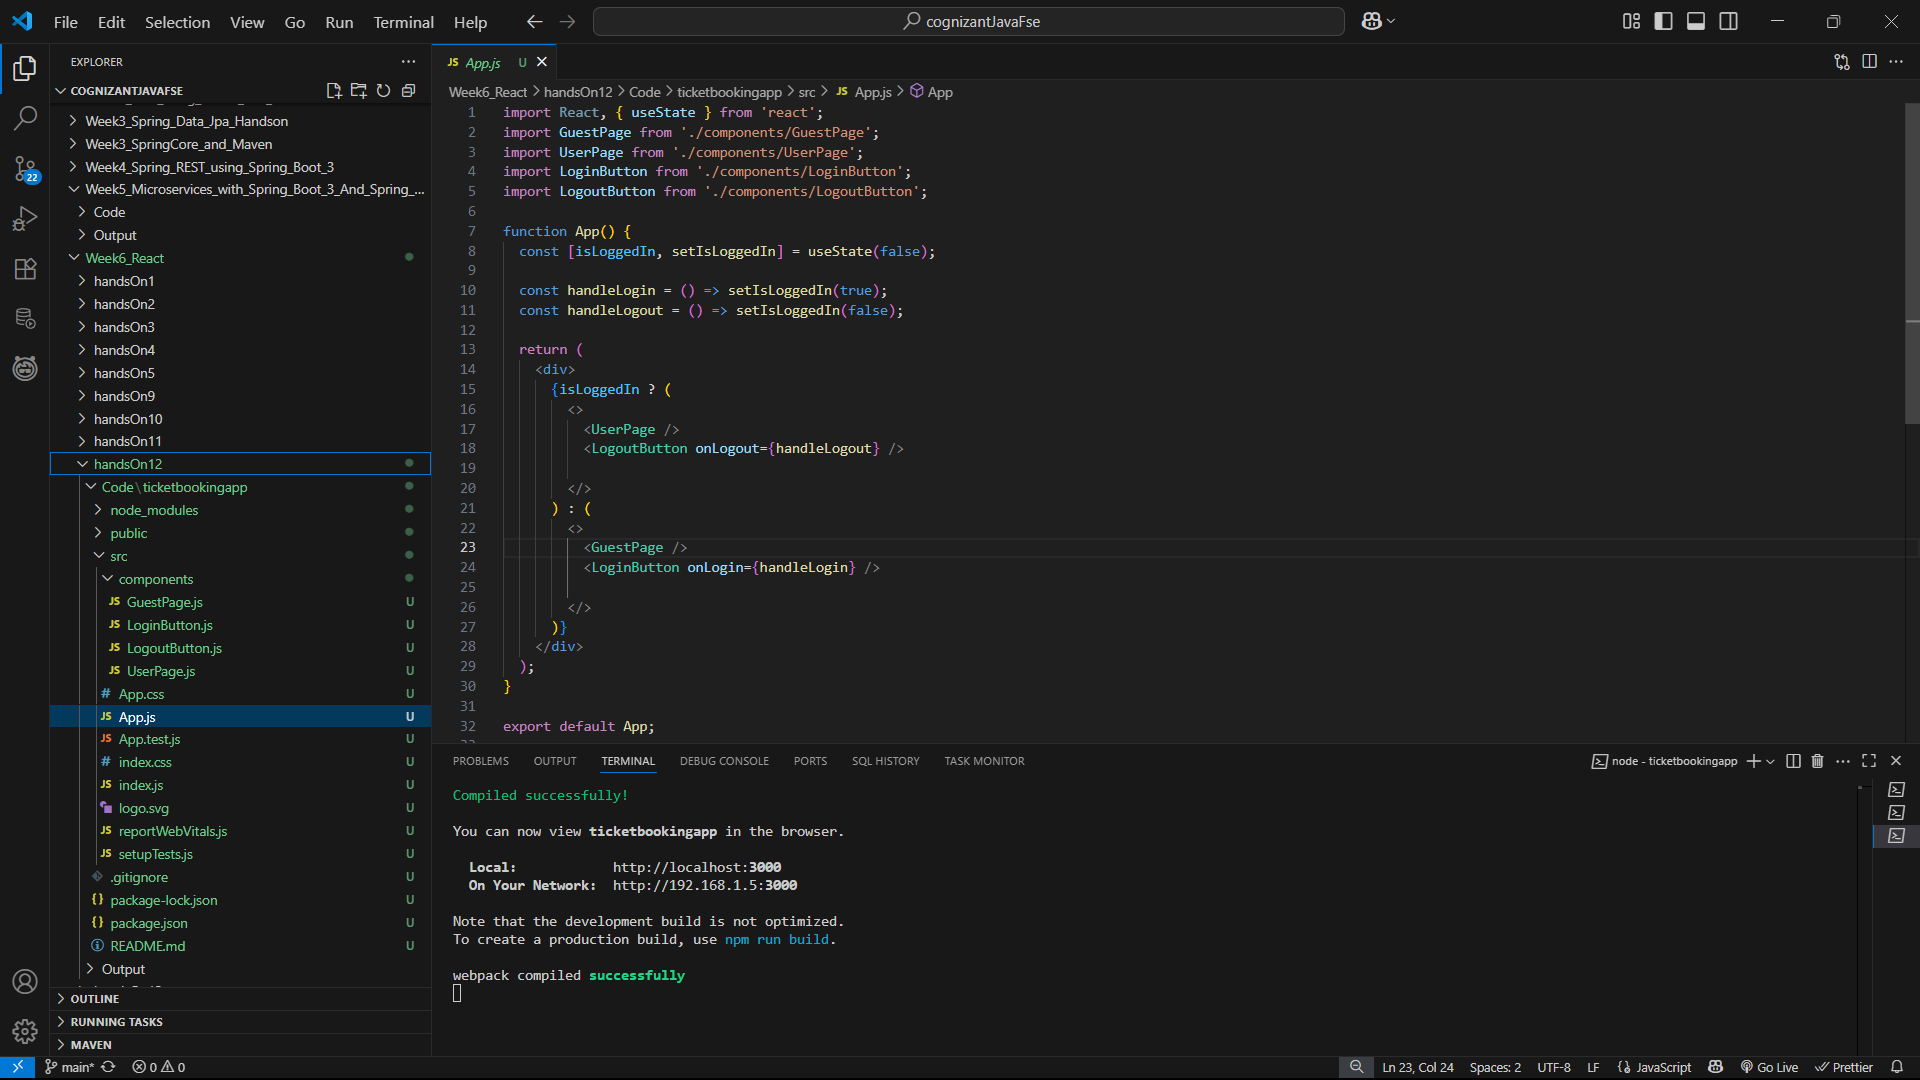 File Edit Selection View Go Run Terminal Help
cognizantJavaFse
EXPLORER
COGNIZANTJAVAFSE
Week3_Spring_Data_Jpa_Handson
Week3_SpringCore_and_Maven
Week4_Spring_REST_using_Spring_Boot_3
Week5_Microservices_with_Spring_Boot_3_And_Spring_...
Code
Output
Week6_React
handsOn1
handsOn2
handsOn3
handsOn4
handsOn5
handsOn9
handsOn10
handsOn11
handsOn12
Code\ticketbookingapp
node_modules
public
src
components
JS GuestPage.js U
JS LoginButton.js U
JS LogoutButton.js U
JS UserPage.js U
# App.css U
JS App.js U
JS App.test.js U
# index.css U
JS index.js U
logo.svg U
JS reportWebVitals.js U
JS setupTests.js U
.gitignore U
{} package-lock.json U
{} package.json U
README.md U
Output
OUTLINE
RUNNING TASKS
MAVEN
22
JS App.js U
Week6_React > handsOn12 > Code > ticketbookingapp > src > JS App.js > App
1 import React, { useState } from 'react';
2 import GuestPage from './components/GuestPage';
3 import UserPage from './components/UserPage';
4 import LoginButton from './components/LoginButton';
5 import LogoutButton from './components/LogoutButton';
6
7 function App() {
8 const [isLoggedIn, setIsLoggedIn] = useState(false);
9
10 const handleLogin = () => setIsLoggedIn(true);
11 const handleLogout = () => setIsLoggedIn(false);
12
13 return (
14 <div>
15 {isLoggedIn ? (
16 <>
17 <UserPage />
18 <LogoutButton onLogout={handleLogout} />
19
20 </>
21 ) : (
22 <>
23 <GuestPage />
24 <LoginButton onLogin={handleLogin} />
25
26 </>
27 )}
28 </div>
29 );
30 }
31
32 export default App;
PROBLEMS OUTPUT TERMINAL DEBUG CONSOLE PORTS SQL HISTORY TASK MONITOR
node - ticketbookingapp
Compiled successfully!
You can now view ticketbookingapp in the browser.
Local: http://localhost:3000
On Your Network: http://192.168.1.5:3000
Note that the development build is not optimized.
To create a production build, use npm run build.
webpack compiled successfully
main* 0 0
Ln 23, Col 24 Spaces: 2 UTF-8 LF {} JavaScript Go Live Prettier